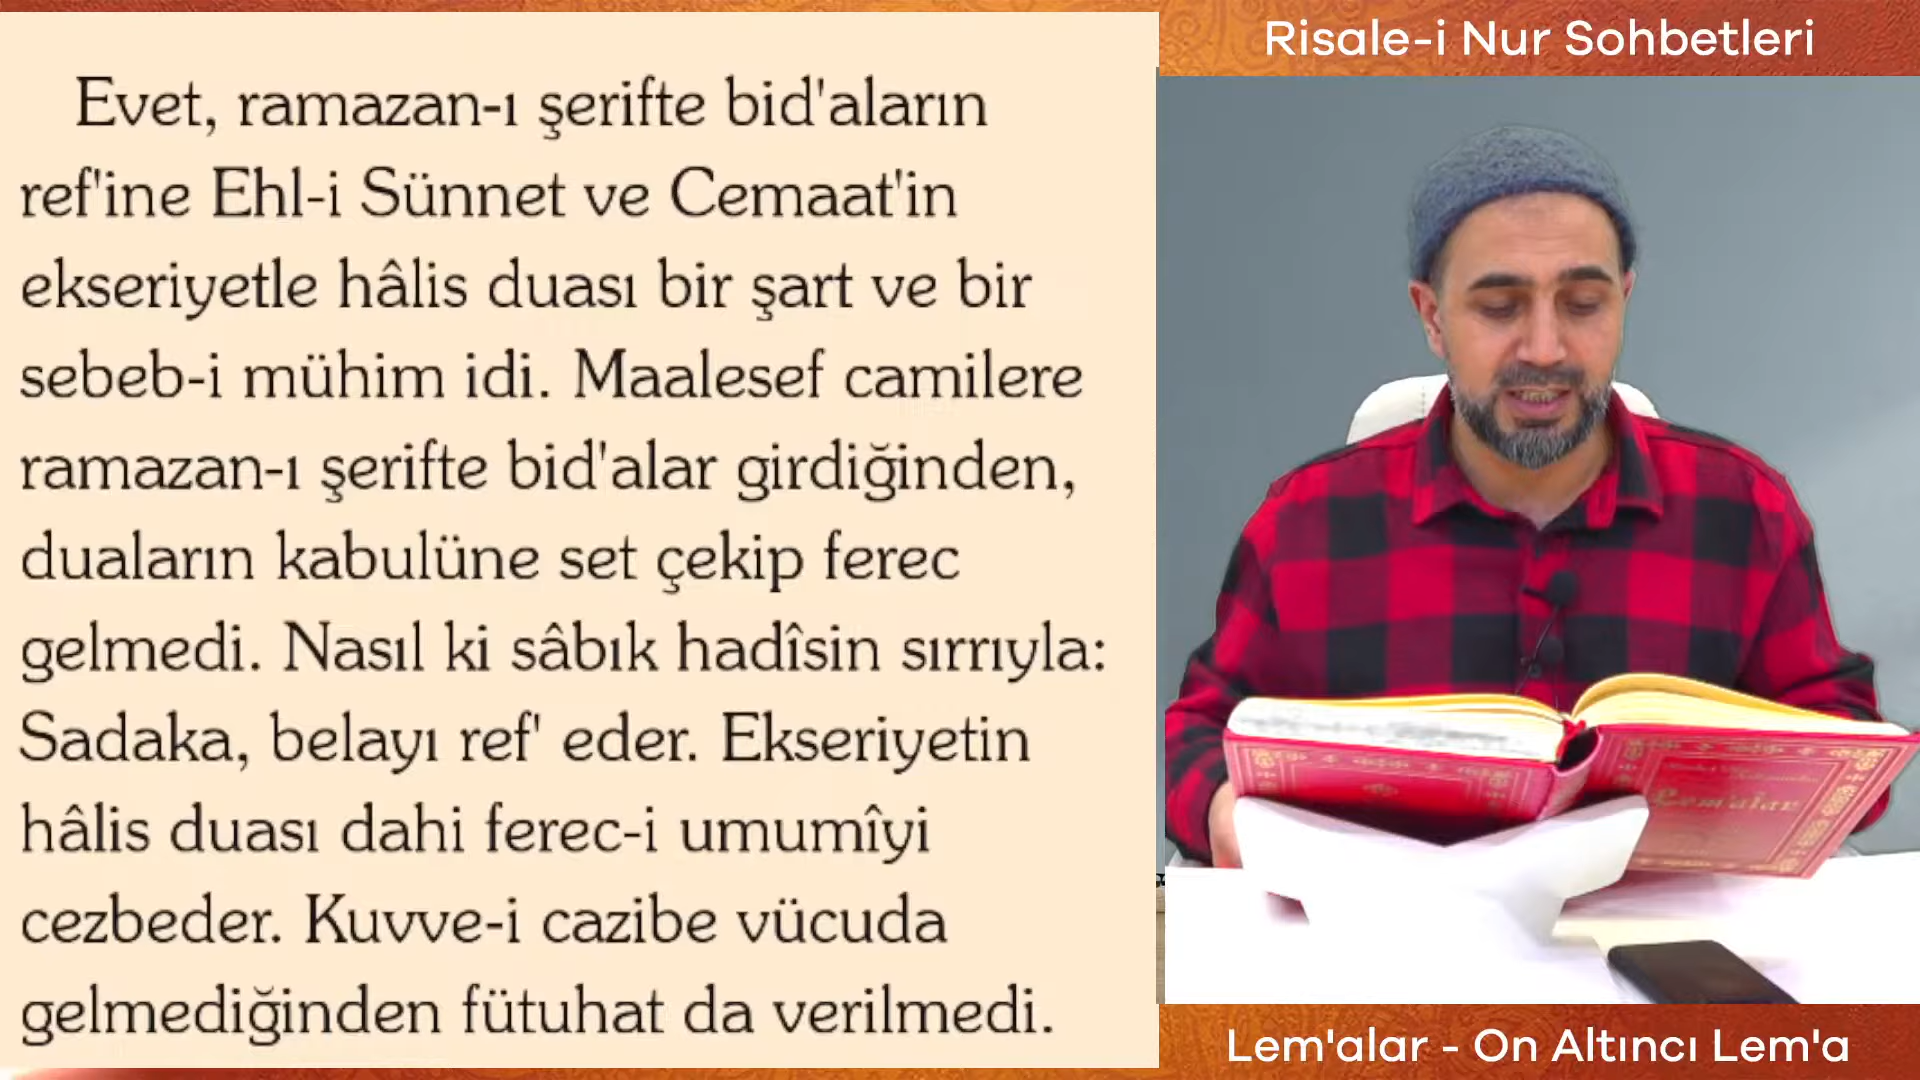 Risale-i Nur Sohbetleri
Evet, ramazan-ı şerifte bid'aların
ref'ine Ehl-i Sünnet ve Cemaat'in
ekseriyetle hâlis duası bir şart ve bir
sebeb-i mühim idi. Maalesef camilere
ramazan-ı şerifte bid'alar girdiğinden,
duaların kabulüne set çekip ferec
gelmedi. Nasıl ki sâbık hadîsin sırrıyla:
Sadaka, belayı ref' eder. Ekseriyetin
hâlis duası dahi ferec-i umumîyi
cezbeder. Kuvve-i cazibe vücuda
gelmediğinden fütuhat da verilmedi.
Lem'alar
Lem'alar - On Altıncı Lem'a